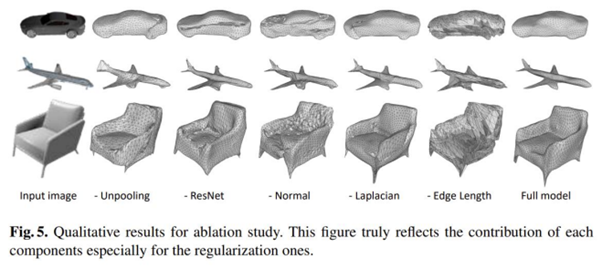 Input image - Unpooling - ResNet - Normal - Laplacian - Edge Length Full model
Fig. 5. Qualitative results for ablation study. This figure truly reflects the contribution of each
components especially for the regularization ones.